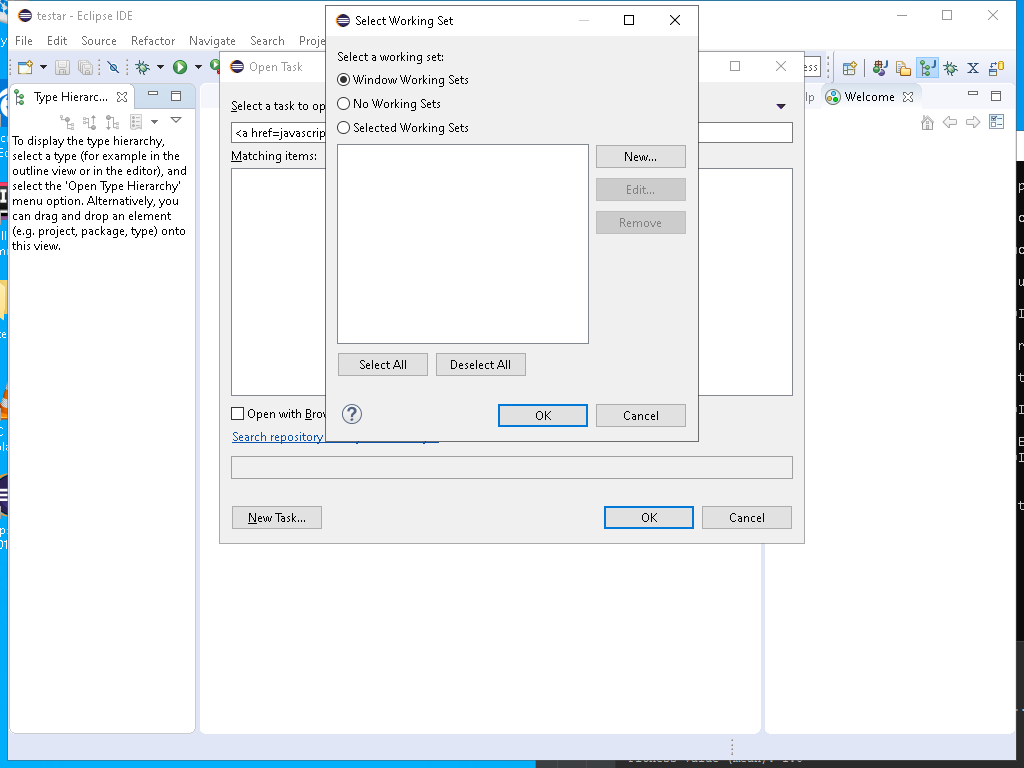 testar - Eclipse IDE
Select Working Set
File Edit Source Refactor Navigate Search Proje
Open Task
Type Hierarc...
Welcome
Select a working set:
Window Working Sets
No Working Sets
Selected Working Sets
Select a task to op
<a href=javascrip
Matching items:
New...
Edit...
Remove
To display the type hierarchy,
select a type (for example in the
outline view or in the editor), and
select the 'Open Type Hierarchy'
menu option. Alternatively, you
can drag and drop an element
(e.g. project, package, type) onto
this view.
Select All Deselect All
OK Cancel
Open with Brow
Search repository
New Task... OK Cancel